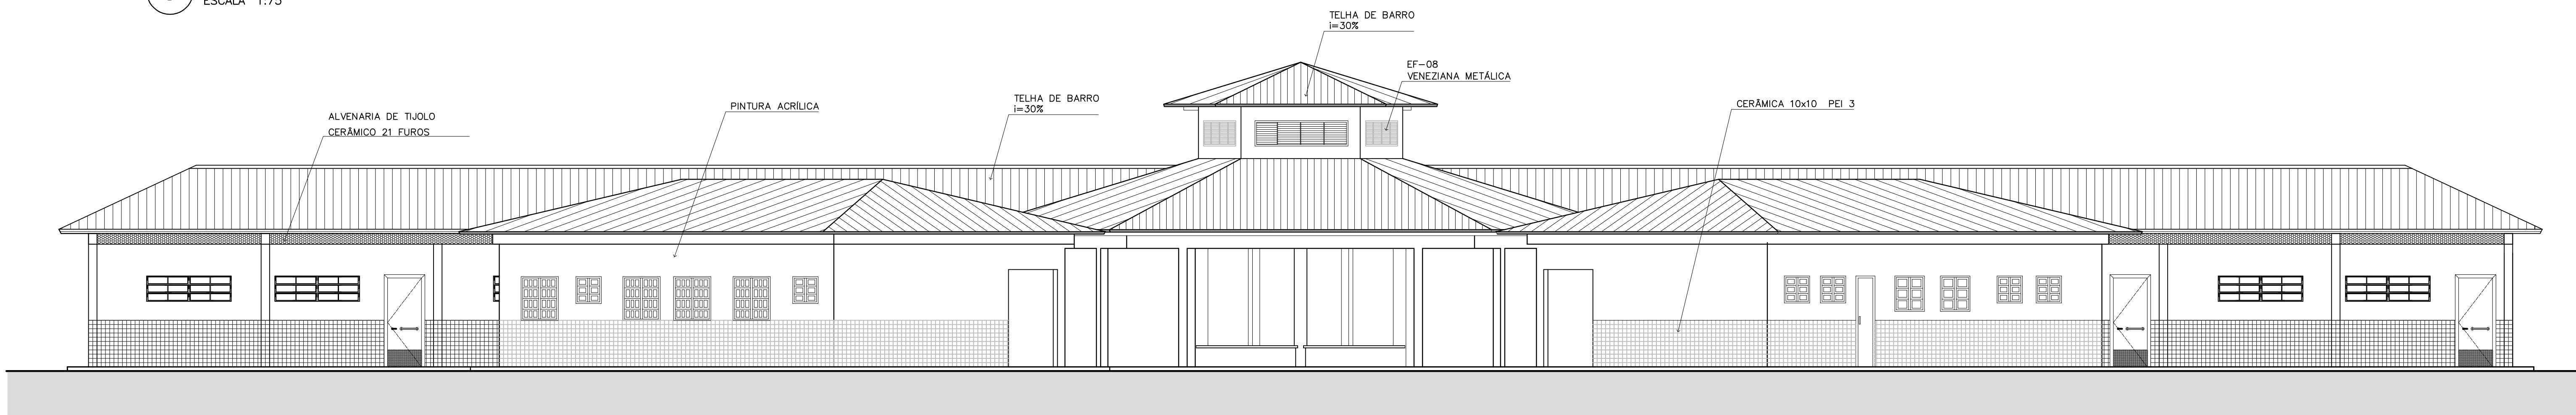 ESCALA 1:75
TELHA DE BARRO
i=30%
EF-08
VENEZIANA METÁLICA
TELHA DE BARRO
i=30%
PINTURA ACRÍLICA
CERÂMICA 10x10 PEI 3
ALVENARIA DE TIJOLO
CERÂMICO 21 FUROS